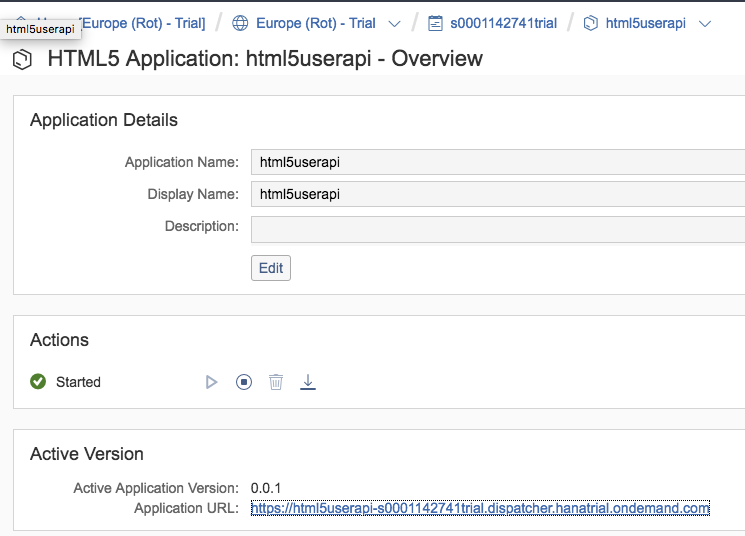 [Europe (Rot) - Trial] / Europe (Rot) - Trial / s0001142741trial / html5userapi
html5userapi
HTML5 Application: html5userapi - Overview
Application Details
Application Name: html5userapi
Display Name: html5userapi
Description:
Edit
Actions
Started
Active Version
Active Application Version: 0.0.1
Application URL: https://html5userapi-s0001142741trial.dispatcher.hanatrial.ondemand.com